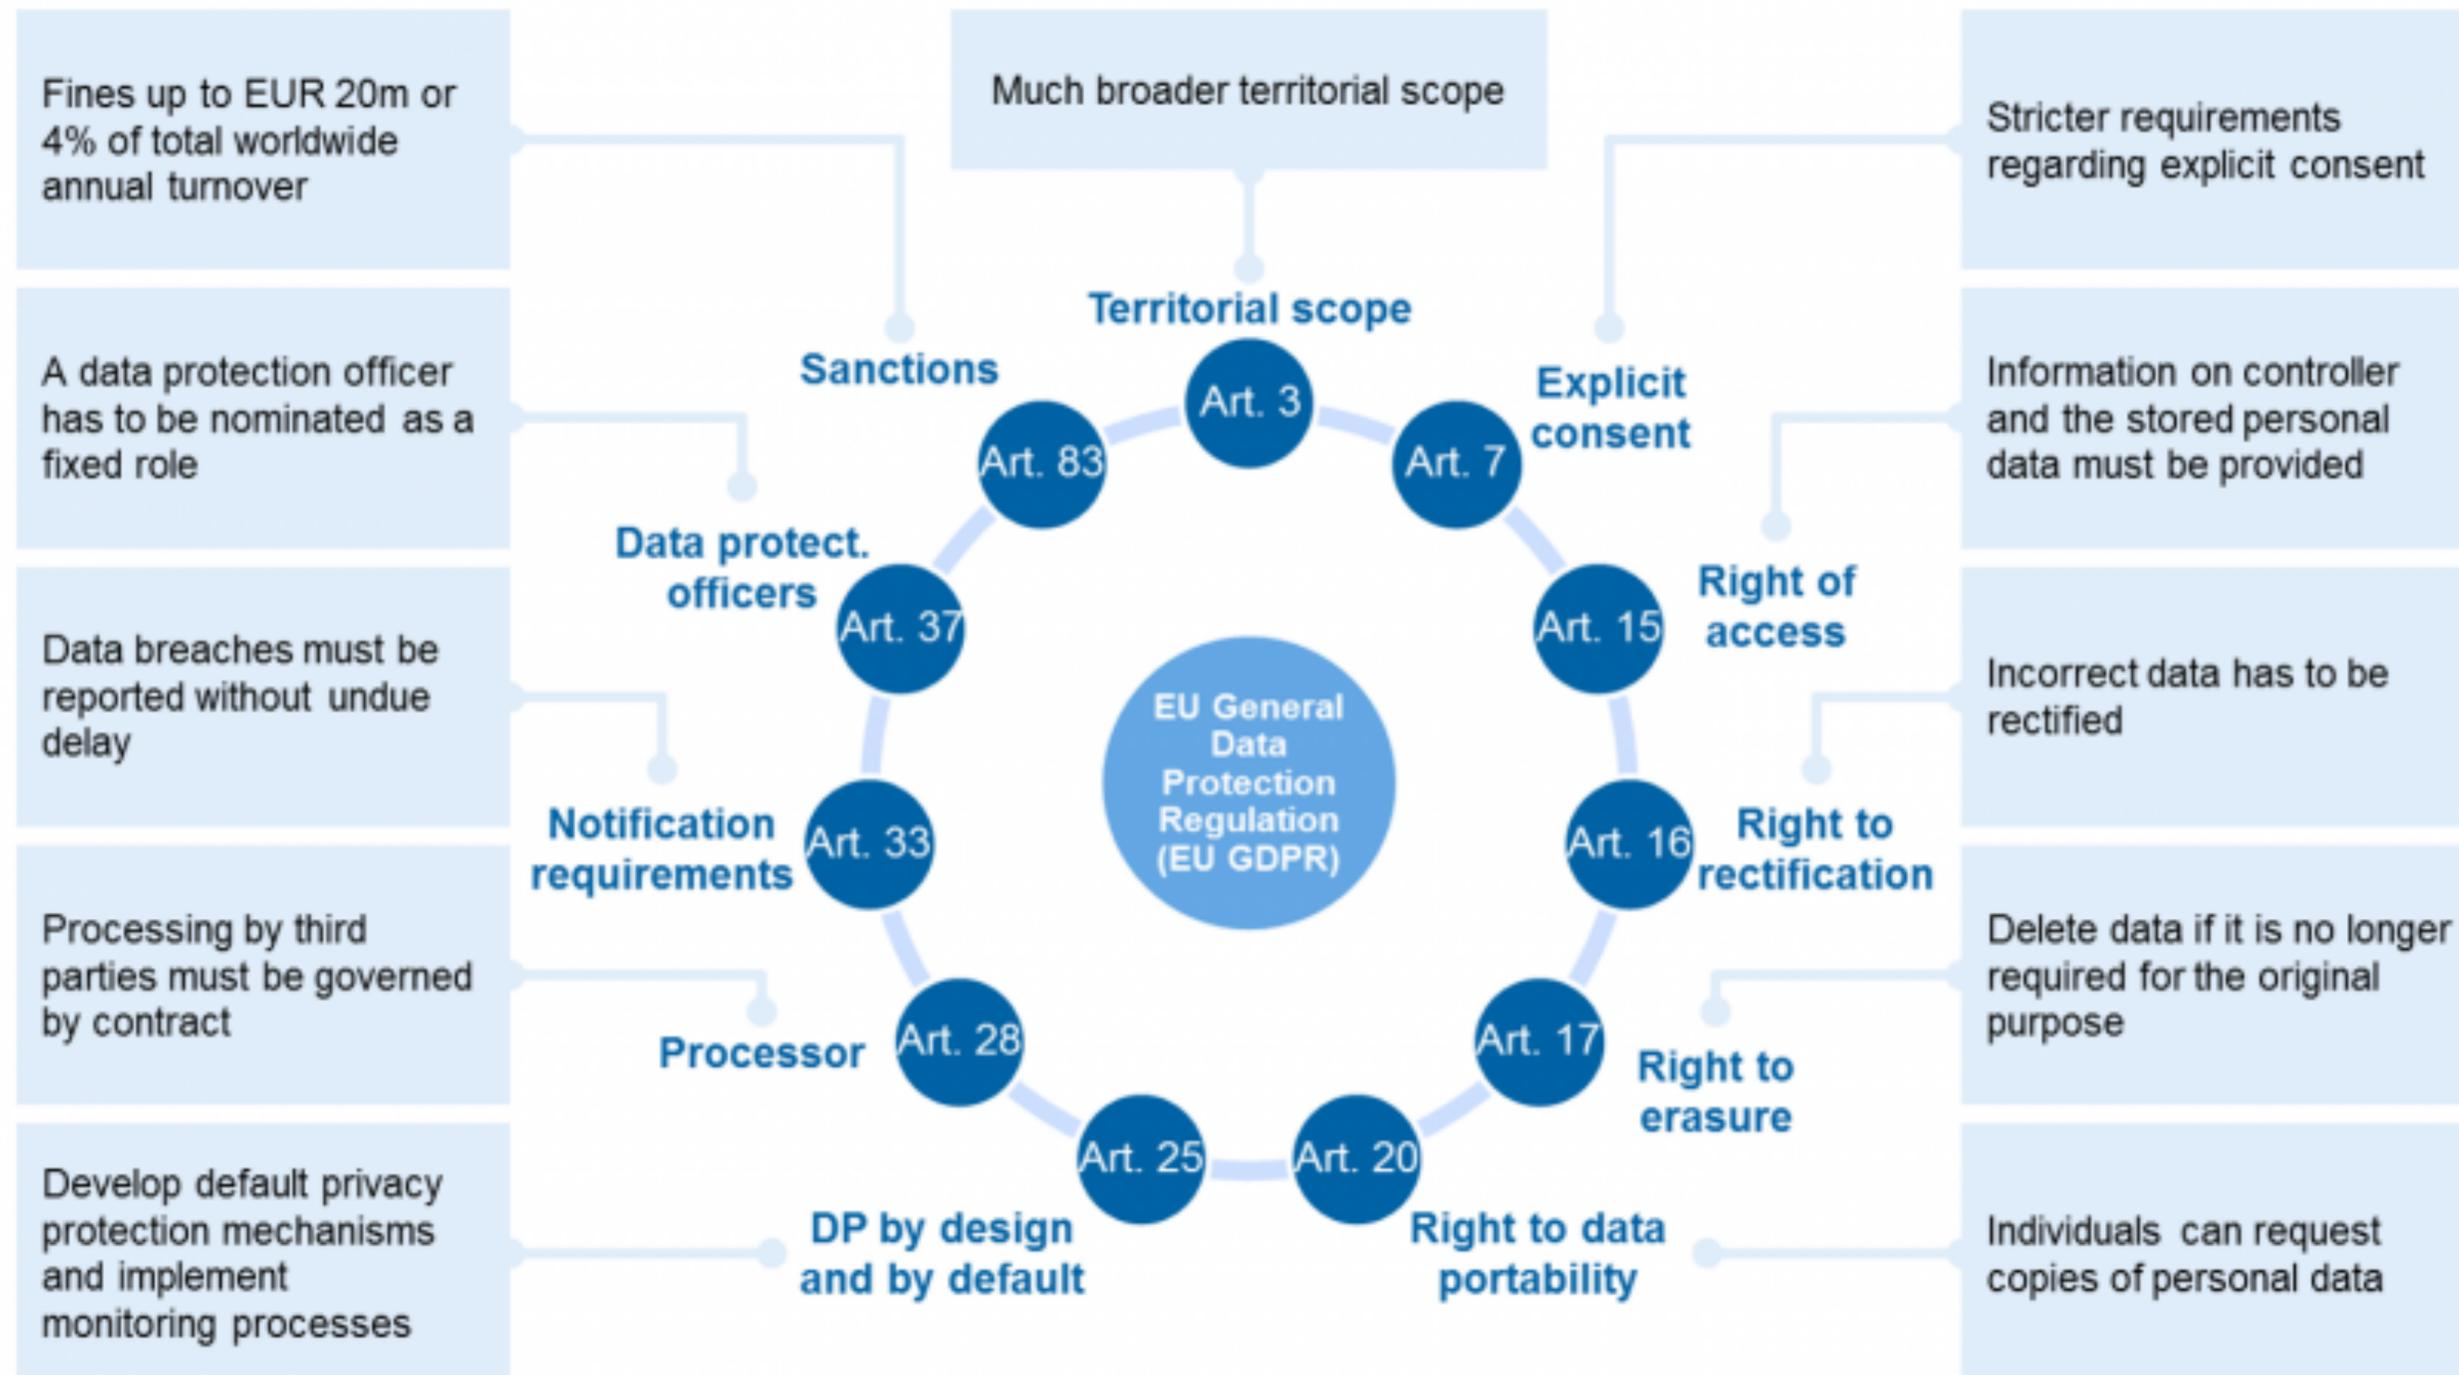 Fines up to EUR 20m or
4% of total worldwide
annual turnover
A data protection officer
has to be nominated as a
fixed role
Data breaches must be
reported without undue
delay
Processing by third
parties must be governed
by contract
Develop default privacy
protection mechanisms
and implement
monitoring processes
Much broader territorial scope
Territorial scope
Art. 3
Sanctions
Art. 83
Data protect.
officers
Art. 37
Notification
requirements
Art. 33
Processor
Art. 28
DP by design
and by default
Art. 25
EU General
Data
Protection
Regulation
(EU GDPR)
Explicit
consent
Art. 7
Right of
access
Art. 15
Right to
rectification
Art. 16
Right to
erasure
Art. 17
Right to data
portability
Art. 20
Stricter requirements
regarding explicit consent
Information on controller
and the stored personal
data must be provided
Incorrect data has to be
rectified
Delete data if it is no longer
required for the original
purpose
Individuals can request
copies of personal data